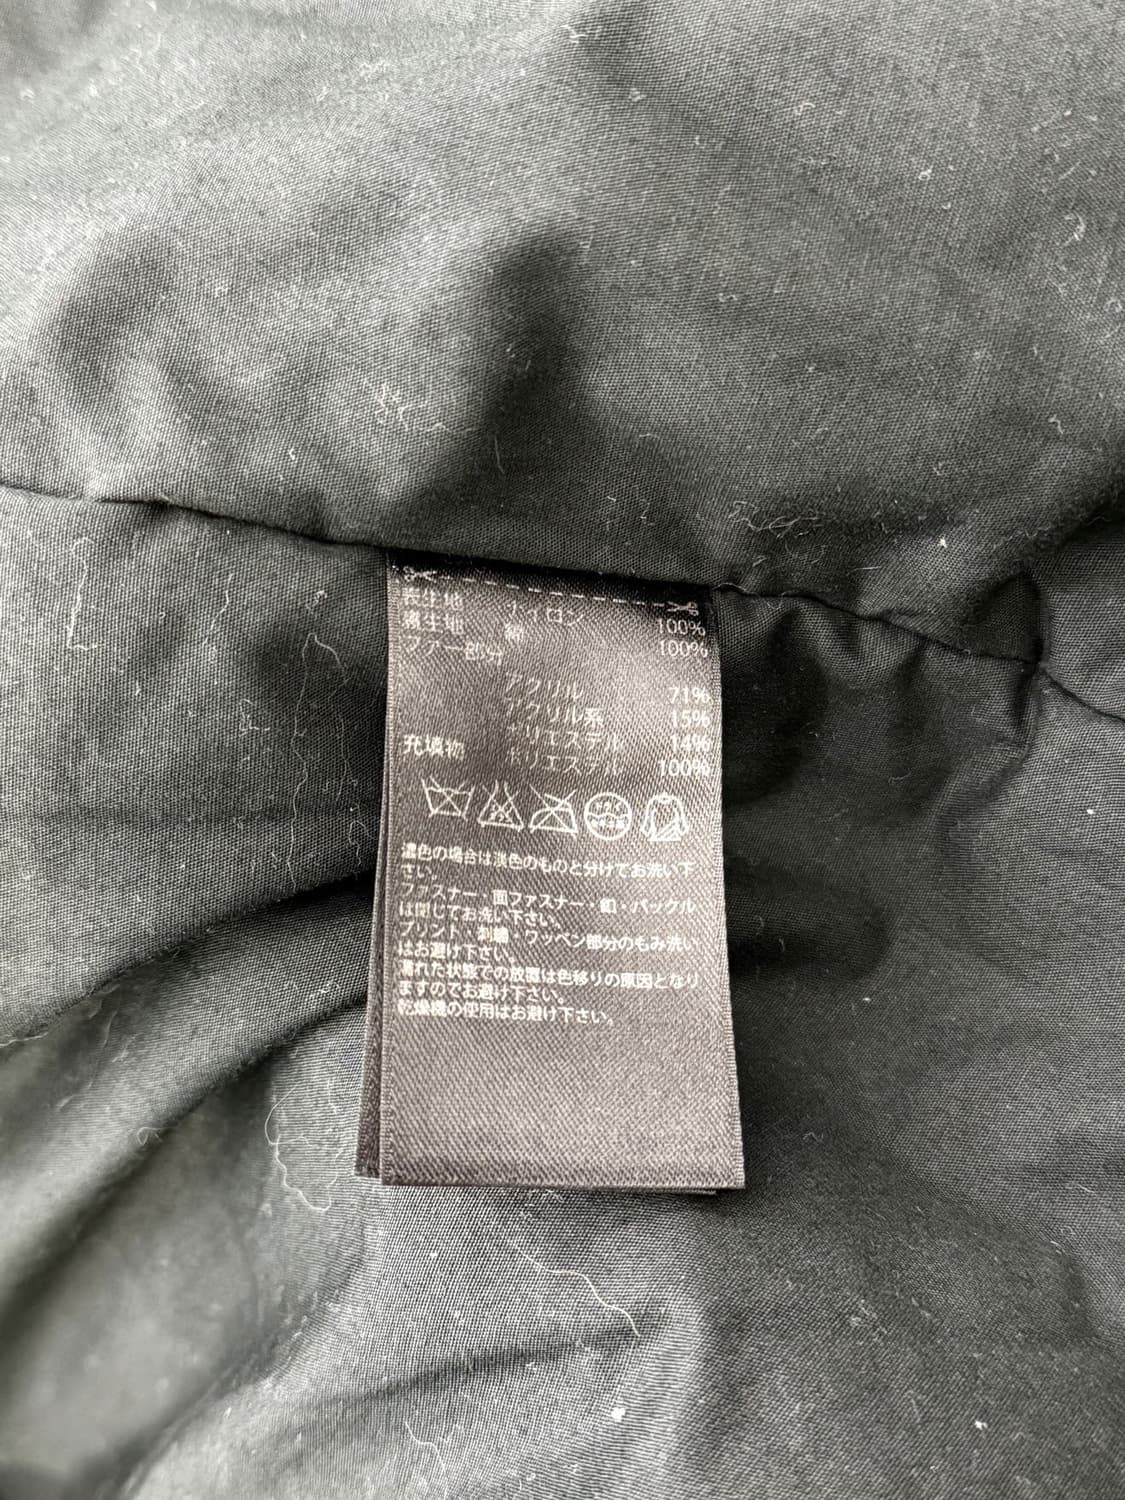 表生地 ナイロン 100%
裏生地 綿 100%
ファー部分
アクリル 71%
アクリル系 15%
ポリエステル 14%
充填物 ポリエステル 100%
濃色の場合は淡色のものと分けてお洗い下
さい。
ファスナー・面ファスナー・釦・バックル
は閉じてお洗い下さい。
プリント・刺繍、ワッペン部分のもみ洗い
はお避け下さい。
濡れた状態での放置は色移りの原因となり
ますのでお避け下さい。
乾燥機の使用はお避け下さい。